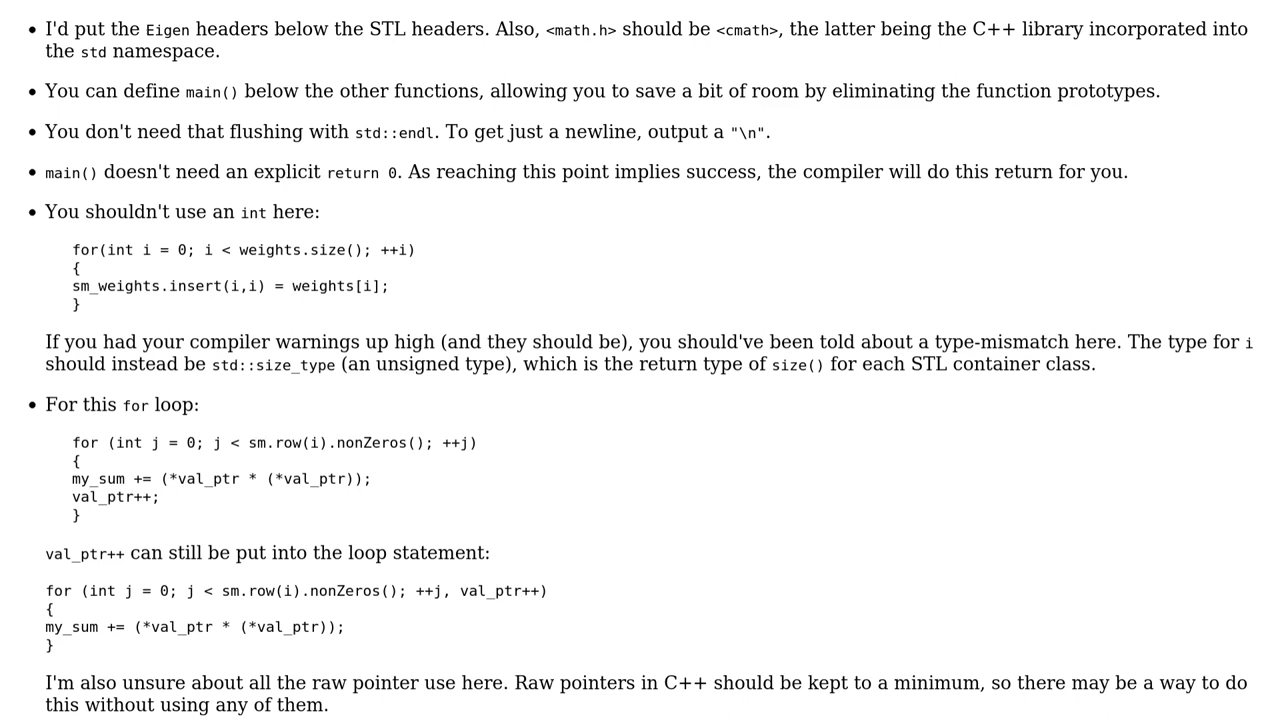 • I'd put the Eigen headers below the STL headers. Also, <math.h> should be <cmath>, the latter being the C++ library incorporated into
the std namespace.
• You can define main() below the other functions, allowing you to save a bit of room by eliminating the function prototypes.
• You don't need that flushing with std::endl. To get just a newline, output a "\n".
• main() doesn't need an explicit return 0. As reaching this point implies success, the compiler will do this return for you.
• You shouldn't use an int here:
for(int i = 0; i < weights.size(); ++i)
{
sm_weights.insert(i,i) = weights[i];
}
If you had your compiler warnings up high (and they should be), you should've been told about a type-mismatch here. The type for i
should instead be std::size_type (an unsigned type), which is the return type of size() for each STL container class.
• For this for loop:
for (int j = 0; j < sm.row(i).nonZeros(); ++j)
{
my_sum += (*val_ptr * (*val_ptr));
val_ptr++;
}
val_ptr++ can still be put into the loop statement:
for (int j = 0; j < sm.row(i).nonZeros(); ++j, val_ptr++)
{
my_sum += (*val_ptr * (*val_ptr));
}
I'm also unsure about all the raw pointer use here. Raw pointers in C++ should be kept to a minimum, so there may be a way to do
this without using any of them.